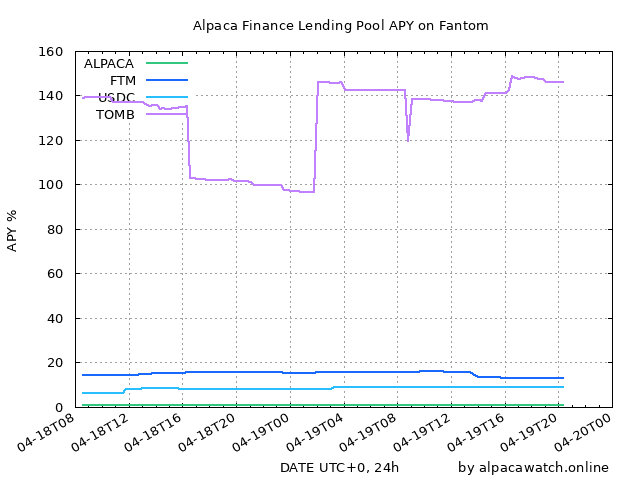 Alpaca Finance Lending Pool APY on Fantom
160
140
120
100
80
60
40
20
0
APY %
ALPACA
FTM
USDC
TOMB
04-18T08
04-18T12
04-18T16
04-18T20
04-19T00
04-19T04
04-19T08
04-19T12
04-19T16
04-19T20
04-20T00
DATE UTC+0, 24h
by alpacawatch.online